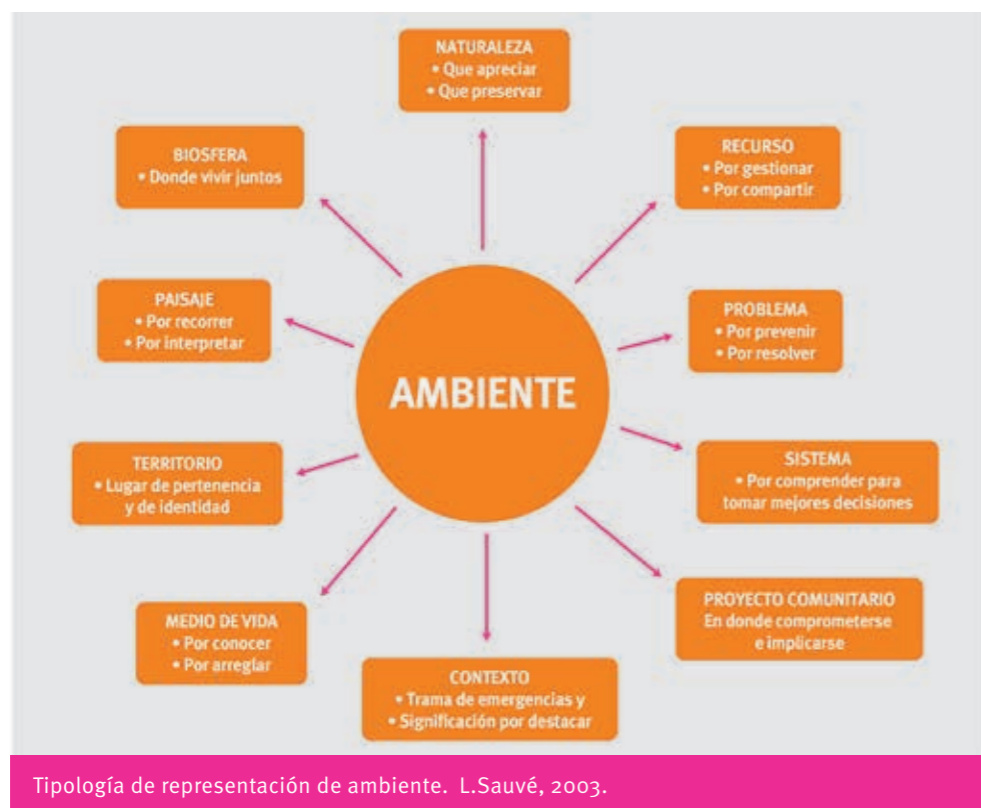 NATURALEZA
• Que apreciar
• Que preservar
BIOSFERA
• Donde vivir juntos
RECURSO
• Por gestionar
• Por compartir
PAISAJE
• Por recorrer
• Por interpretar
PROBLEMA
• Por prevenir
• Por resolver
AMBIENTE
TERRITORIO
• Lugar de pertenencia
y de identidad
SISTEMA
• Por comprender para
tomar mejores decisiones
MEDIO DE VIDA
• Por conocer
• Por arreglar
PROYECTO COMUNITARIO
En donde comprometerse
e implicarse
CONTEXTO
• Trama de emergencias y
• Significación por destacar
Tipología de representación de ambiente. L.Sauvé, 2003.